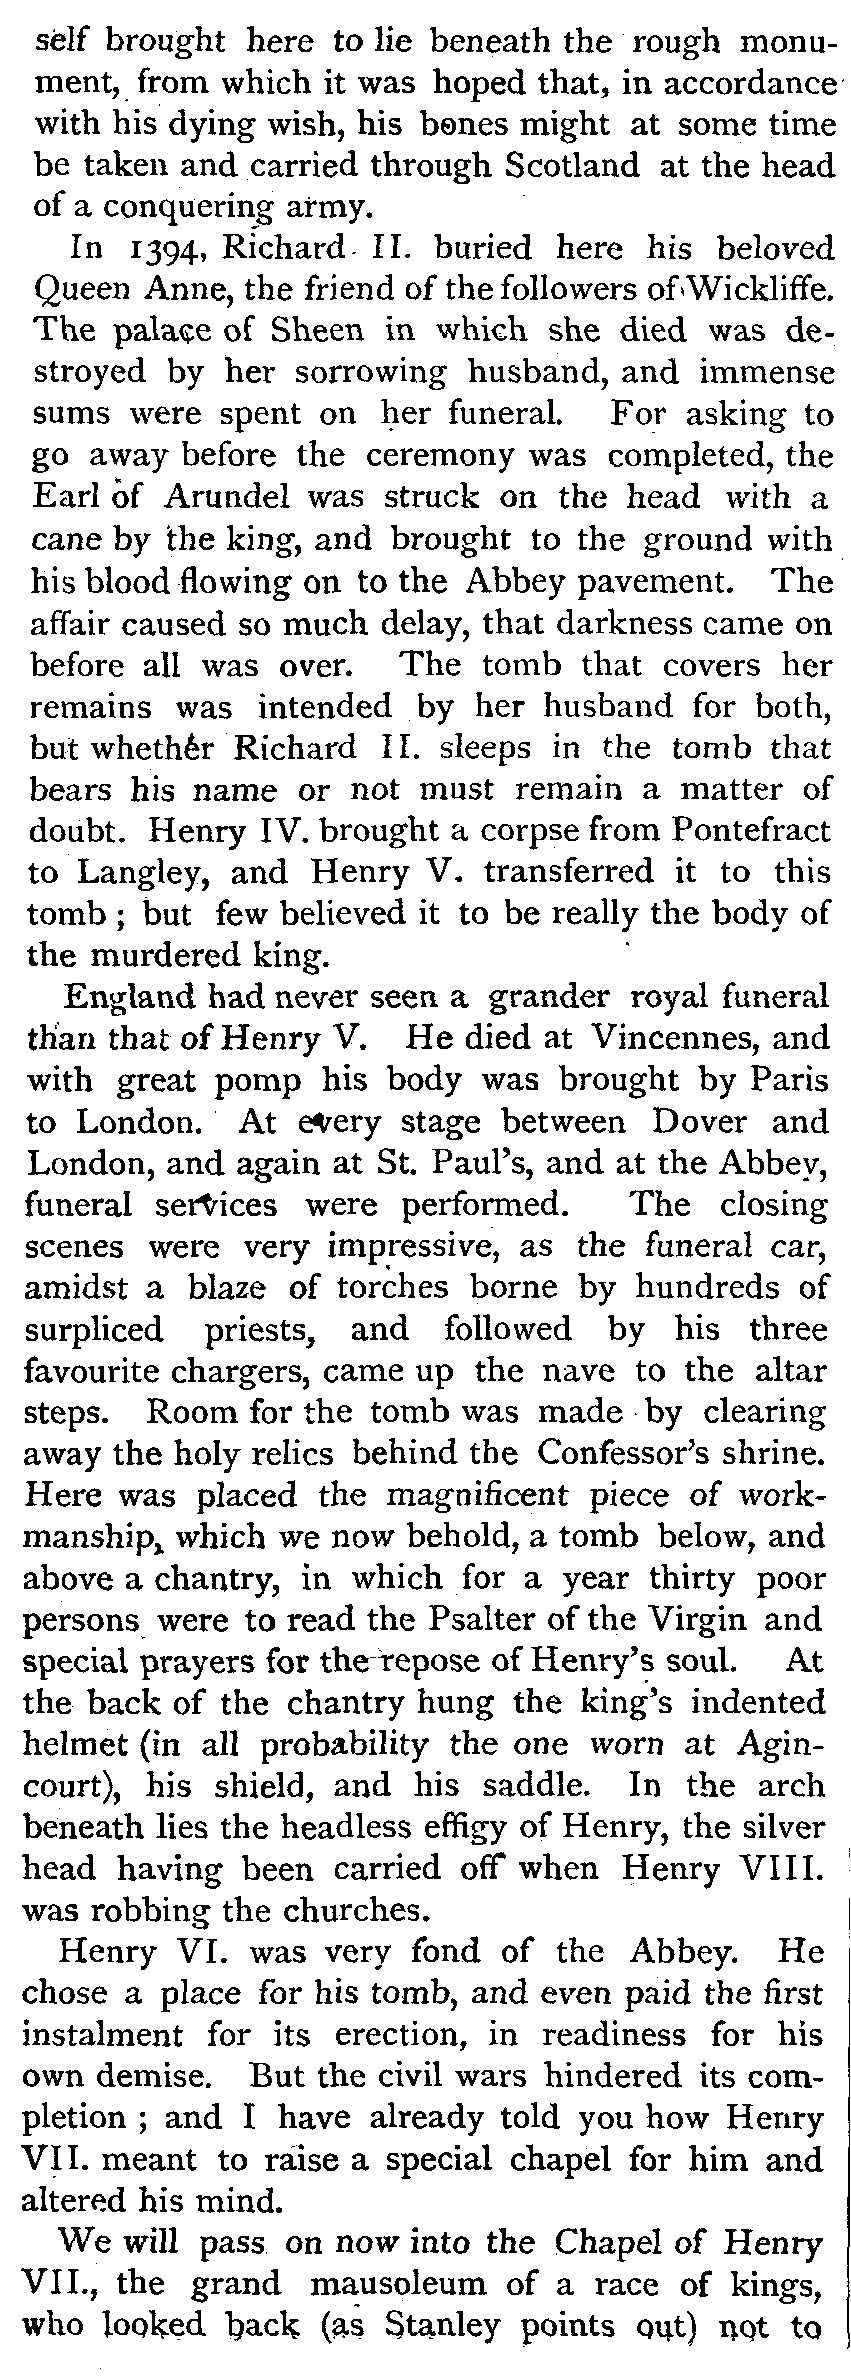 self brought here to lie beneath the rough monu-
ment, from which it was hoped that, in accordance
with his dying wish, his bones might at some time
be taken and carried through Scotland at the head
of a conquering army.
In 1394, Richard II. buried here his beloved
Queen Anne, the friend of the followers of Wickliffe.
The palace of Sheen in which she died was de-
stroyed by her sorrowing husband, and immense
sums were spent on her funeral. For asking to
go away before the ceremony was completed, the
Earl of Arundel was struck on the head with a
cane by the king, and brought to the ground with
his blood flowing on to the Abbey pavement. The
affair caused so much delay, that darkness came on
before all was over. The tomb that covers her
remains was intended by her husband for both,
but whether Richard II. sleeps in the tomb that
bears his name or not must remain a matter of
doubt. Henry IV. brought a corpse from Pontefract
to Langley, and Henry V. transferred it to this
tomb ; but few believed it to be really the body of
the murdered king.
England had never seen a grander royal funeral
than that of Henry V. He died at Vincennes, and
with great pomp his body was brought by Paris
to London. At every stage between Dover and
London, and again at St. Paul's, and at the Abbey,
funeral services were performed. The closing
scenes were very impressive, as the funeral car,
amidst a blaze of torches borne by hundreds of
surpliced priests, and followed by his three
favourite chargers, came up the nave to the altar
steps. Room for the tomb was made by clearing
away the holy relics behind the Confessor's shrine.
Here was placed the magnificent piece of work-
manship, which we now behold, a tomb below, and
above a chantry, in which for a year thirty poor
persons were to read the Psalter of the Virgin and
special prayers for the repose of Henry's soul. At
the back of the chantry hung the king's indented
helmet (in all probability the one worn at Agin-
court), his shield, and his saddle. In the arch
beneath lies the headless effigy of Henry, the silver
head having been carried off when Henry VIII.
was robbing the churches.
Henry VI. was very fond of the Abbey. He
chose a place for his tomb, and even paid the first
instalment for its erection, in readiness for his
own demise. But the civil wars hindered its com-
pletion ; and I have already told you how Henry
VII. meant to raise a special chapel for him and
altered his mind.
We will pass on now into the Chapel of Henry
VII., the grand mausoleum of a race of kings,
who looked back (as Stanley points out) not to